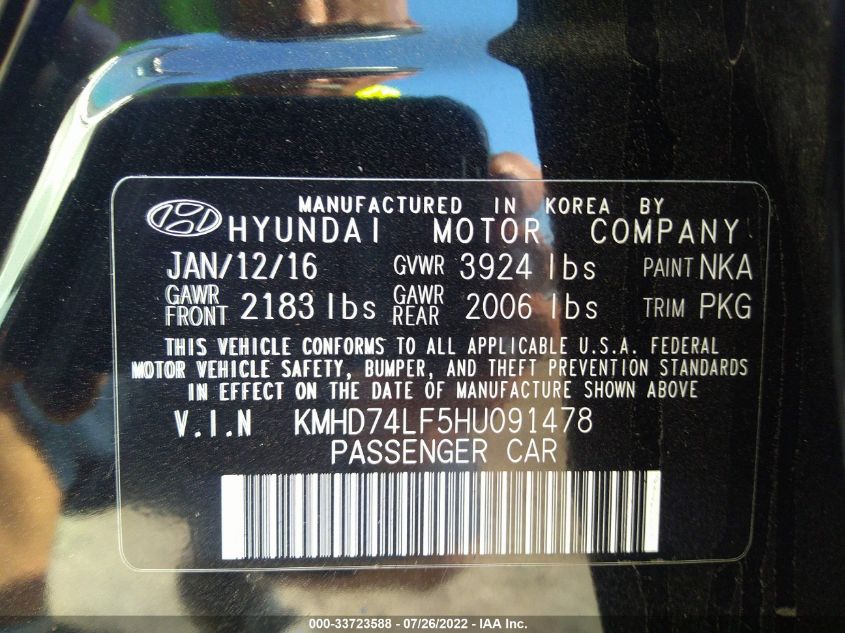 MANUFACTURED IN KOREA BY
HYUNDAI MOTOR COMPANY
JAN/12/16 GVWR 3924 lbs PAINT NKA
GAWR FRONT 2183 lbs GAWR REAR 2006 lbs TRIM PKG
THIS VEHICLE CONFORMS TO ALL APPLICABLE U.S.A. FEDERAL
MOTOR VEHICLE SAFETY, BUMPER, AND THEFT PREVENTION STANDARDS
IN EFFECT ON THE DATE OF MANUFACTURE SHOWN ABOVE
V.I.N KMHD74LF5HU091478
PASSENGER CAR
000-33723588 - 07/26/2022 - IAA Inc.